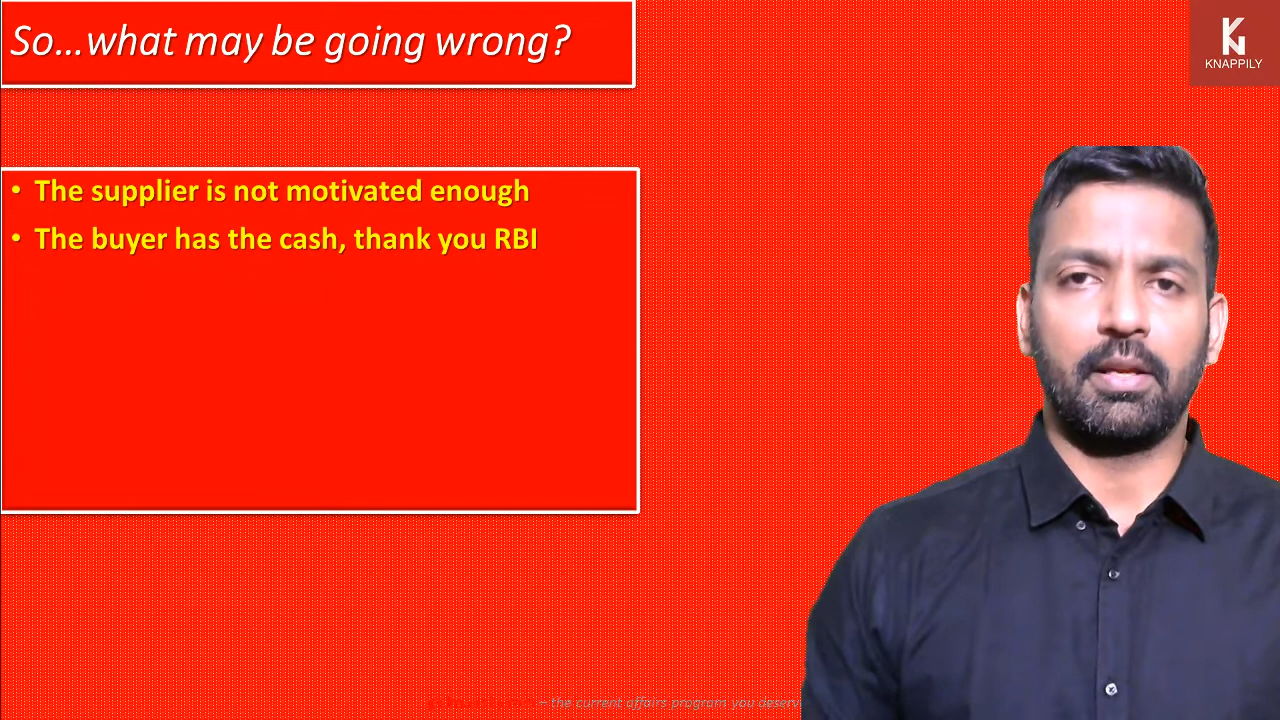 So...what may be going wrong?
KNAPPILY
• The supplier is not motivated enough
• The buyer has the cash, thank you RBI
– the current affairs program you deserv